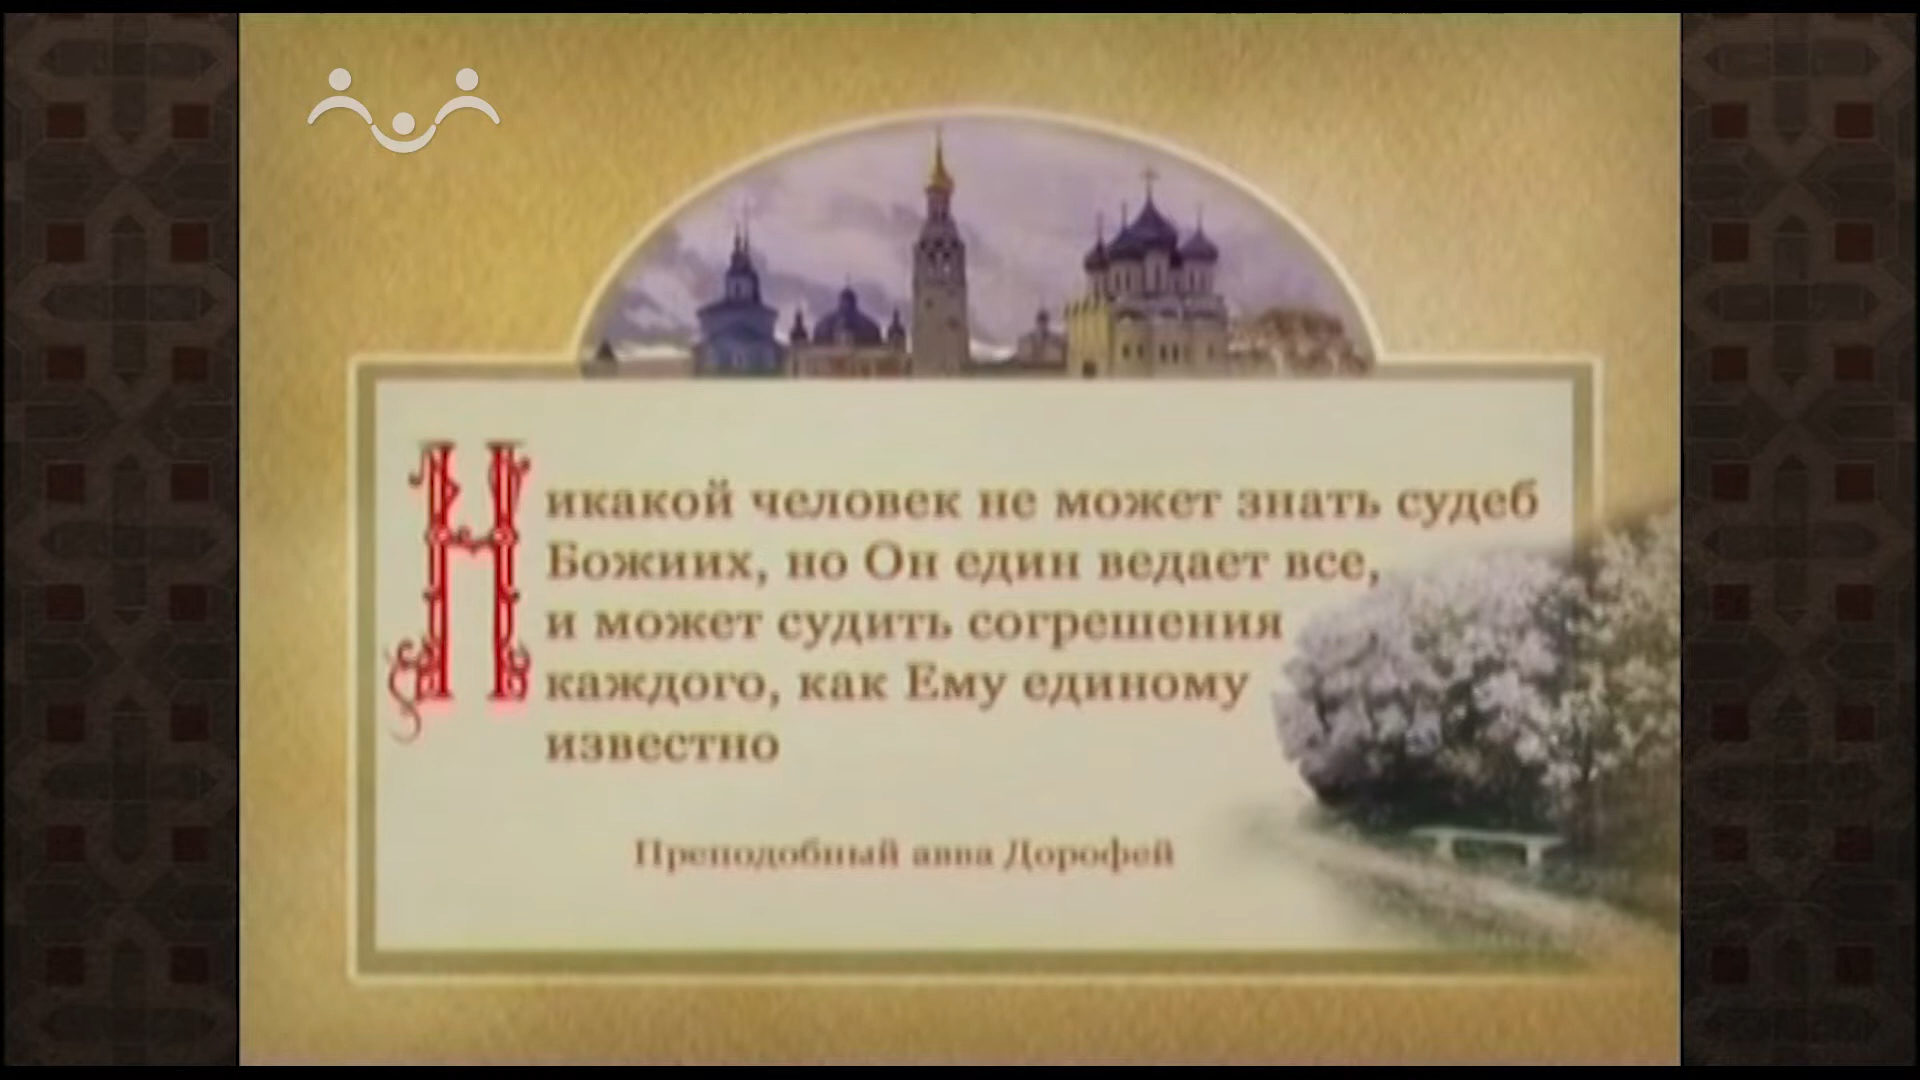 Никакой человек не может знать судеб
Божиих, но Он един ведает все,
и может судить согрешения
каждого, как Ему единому
известно
Преподобный авва Дорофей